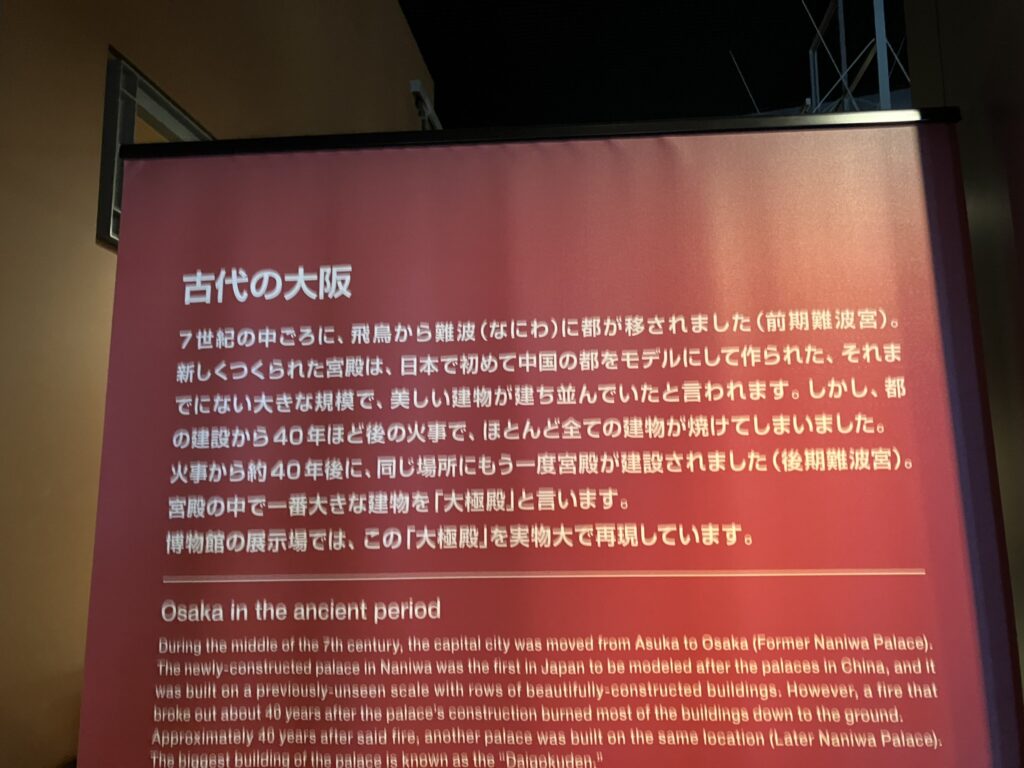 古代の大阪
7世紀の中ごろに、飛鳥から難波(なにわ)に都が移されました(前期難波宮)。
新しくつくられた宮殿は、日本で初めて中国の都をモデルにして作られた、それま
でにない大きな規模で、美しい建物が建ち並んでいたと言われます。しかし、都
の建設から40年ほど後の火事で、ほとんど全ての建物が焼けてしまいました。
火事から約40年後に、同じ場所にもう一度宮殿が建設されました(後期難波宮)。
宮殿の中で一番大きな建物を「大極殿」と言います。
博物館の展示場では、この「大極殿」を実物大で再現しています。
Osaka in the ancient period
During the middle of the 7th century, the capital city was moved from Asuka to Osaka (Former Naniwa Palace).
The newly-constructed palace in Naniwa was the first in Japan to be modeled after the palaces in China, and it
was built on a previously-unseen scale with rows of beautifully-constructed buildings. However, a fire that
broke out about 40 years after the palace's construction burned most of the buildings down to the ground.
Approximately 40 years after said fire, another palace was built on the same location (Later Naniwa Palace).
The biggest building of the palace is known as the "Daigokuden."